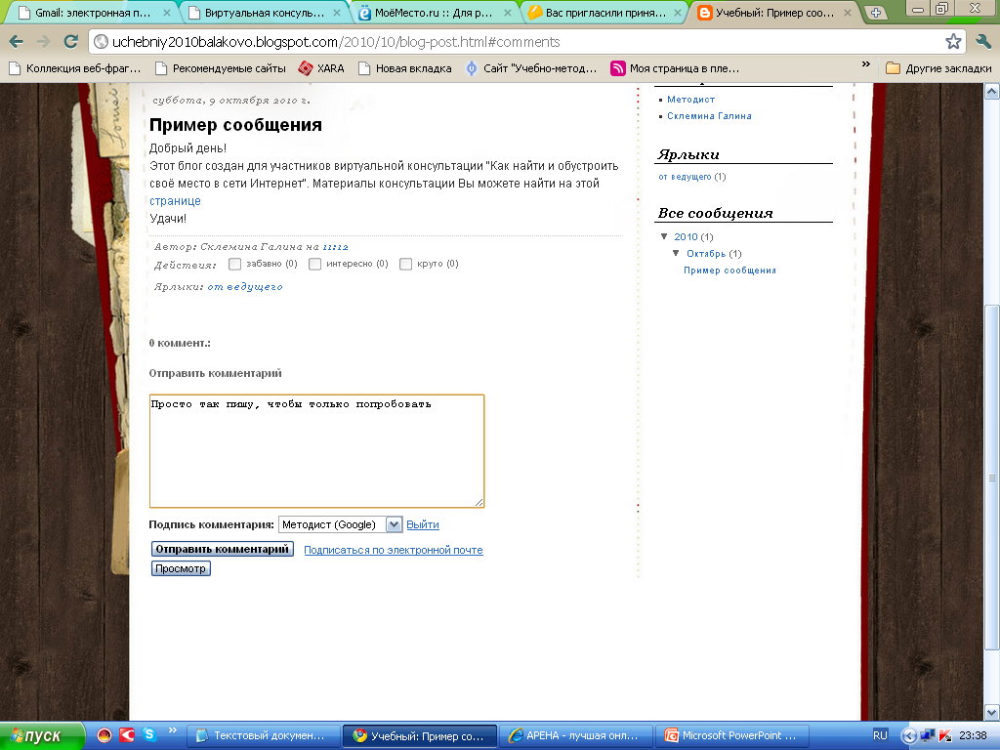 Gmail: электронная п...
Виртуальная консуль...
МоёМесто.ru :: Для р...
Вас пригласили приня...
Учебный: Пример соо...
uchebniy2010balakovo.blogspot.com/2010/10/blog-post.html#comments
Коллекция веб-фраг...
Рекомендуемые сайты
XARA
Новая вкладка
Сайт "Учебно-метод...
Моя страница в пле...
»
Другие закладки
суббота, 9 октября 2010 г.
Пример сообщения
Добрый день!
Этот блог создан для участников виртуальной консультации "Как найти и обустроить
своё место в сети Интернет". Материалы консультации Вы можете найти на этой
странице
Удачи!
Автор: Склемина Галина на 11:12
Действия: забавно (0) интересно (0) круто (0)
Ярлыки: от ведущего
0 коммент.:
Отправить комментарий
Просто так пишу, чтобы только попробовать
Подпись комментария: Методист (Google) Выйти
Отправить комментарий Подписаться по электронной почте
Просмотр
Методист
Склемина Галина
Ярлыки
от ведущего (1)
Все сообщения
▼ 2010 (1)
▼ Октябрь (1)
Пример сообщения
пуск
»
Текстовый докумен...
Учебный: Пример со...
АРЕНА - лучшая онл...
Microsoft PowerPoint ...
RU
23:38